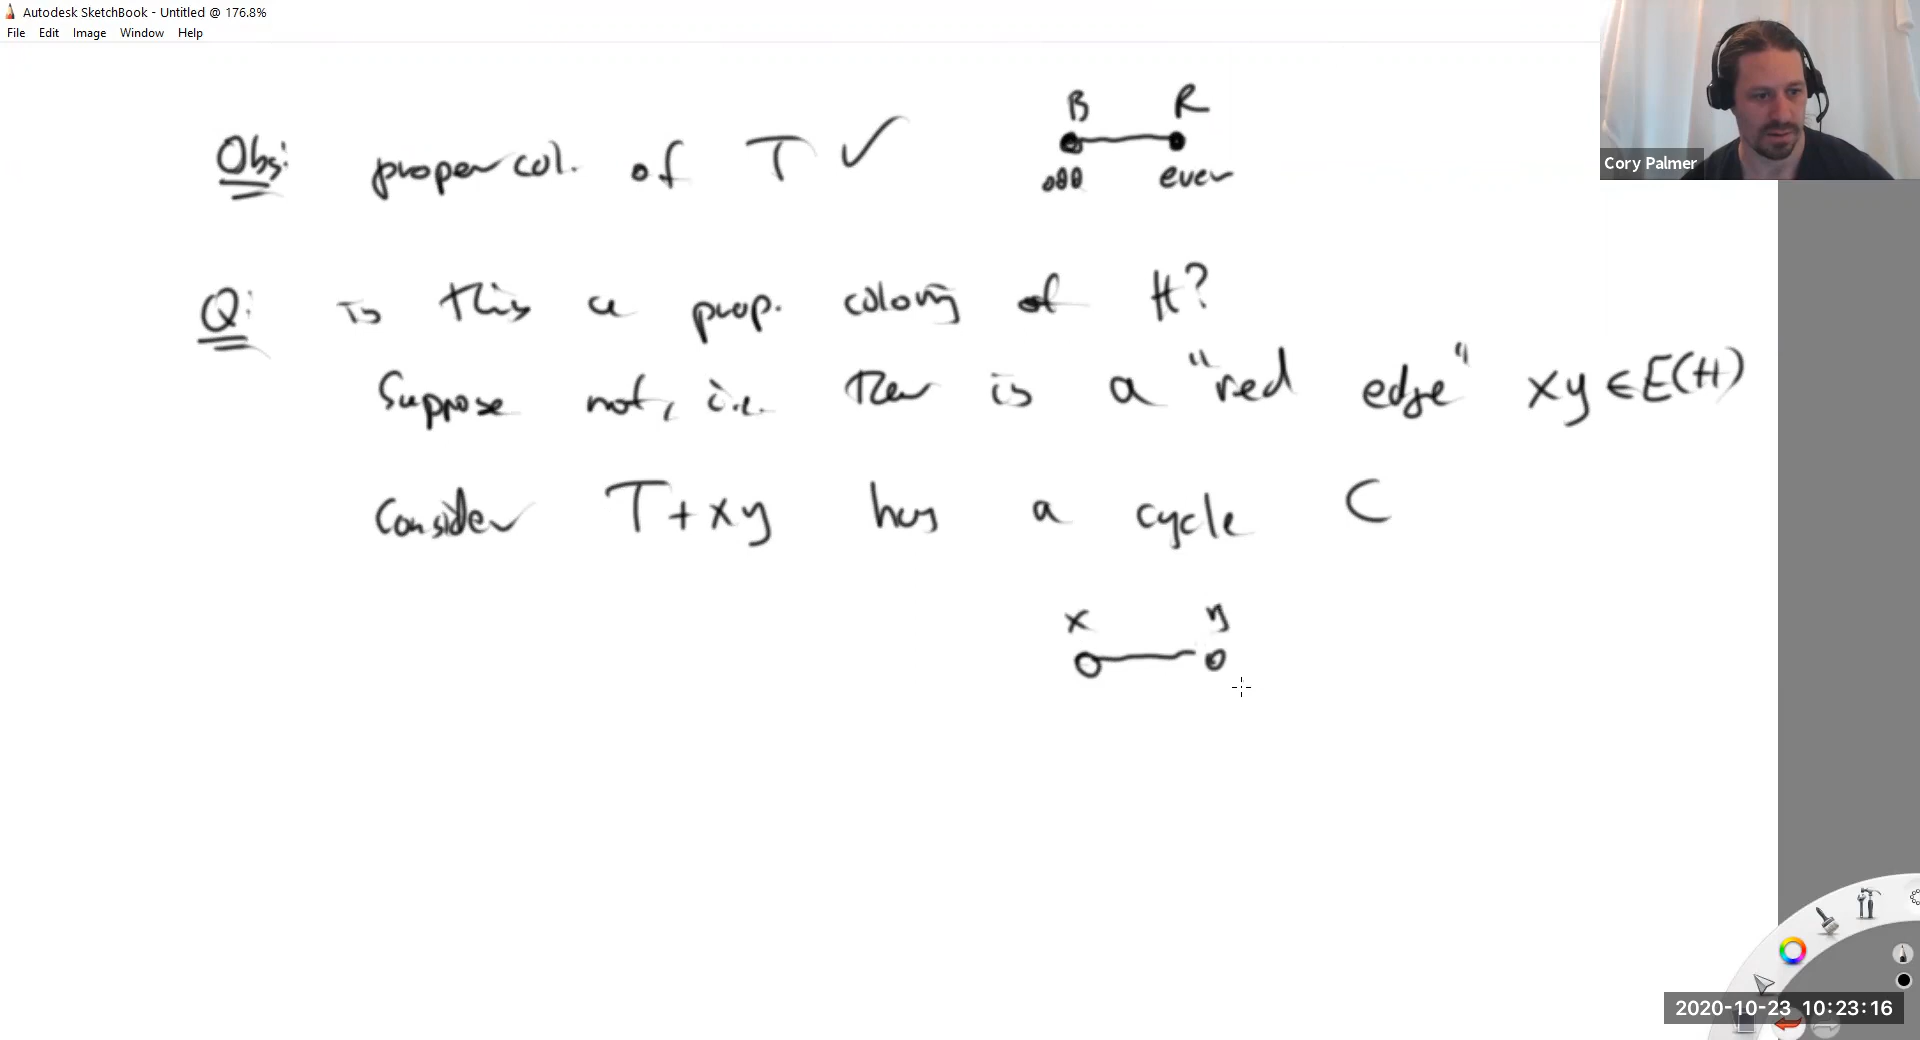 Autodesk SketchBook - Untitled @ 176.8%
File Edit Image Window Help
B R
Obs: proper col. of T ✓
odd even
Cory Palmer
Q: is this a prop. coloring of H?
Suppose not, i.e. there is a "red edge" xy ∈ E(H)
Consider T + xy has a cycle C
x y
2020-10-23 10:23:16